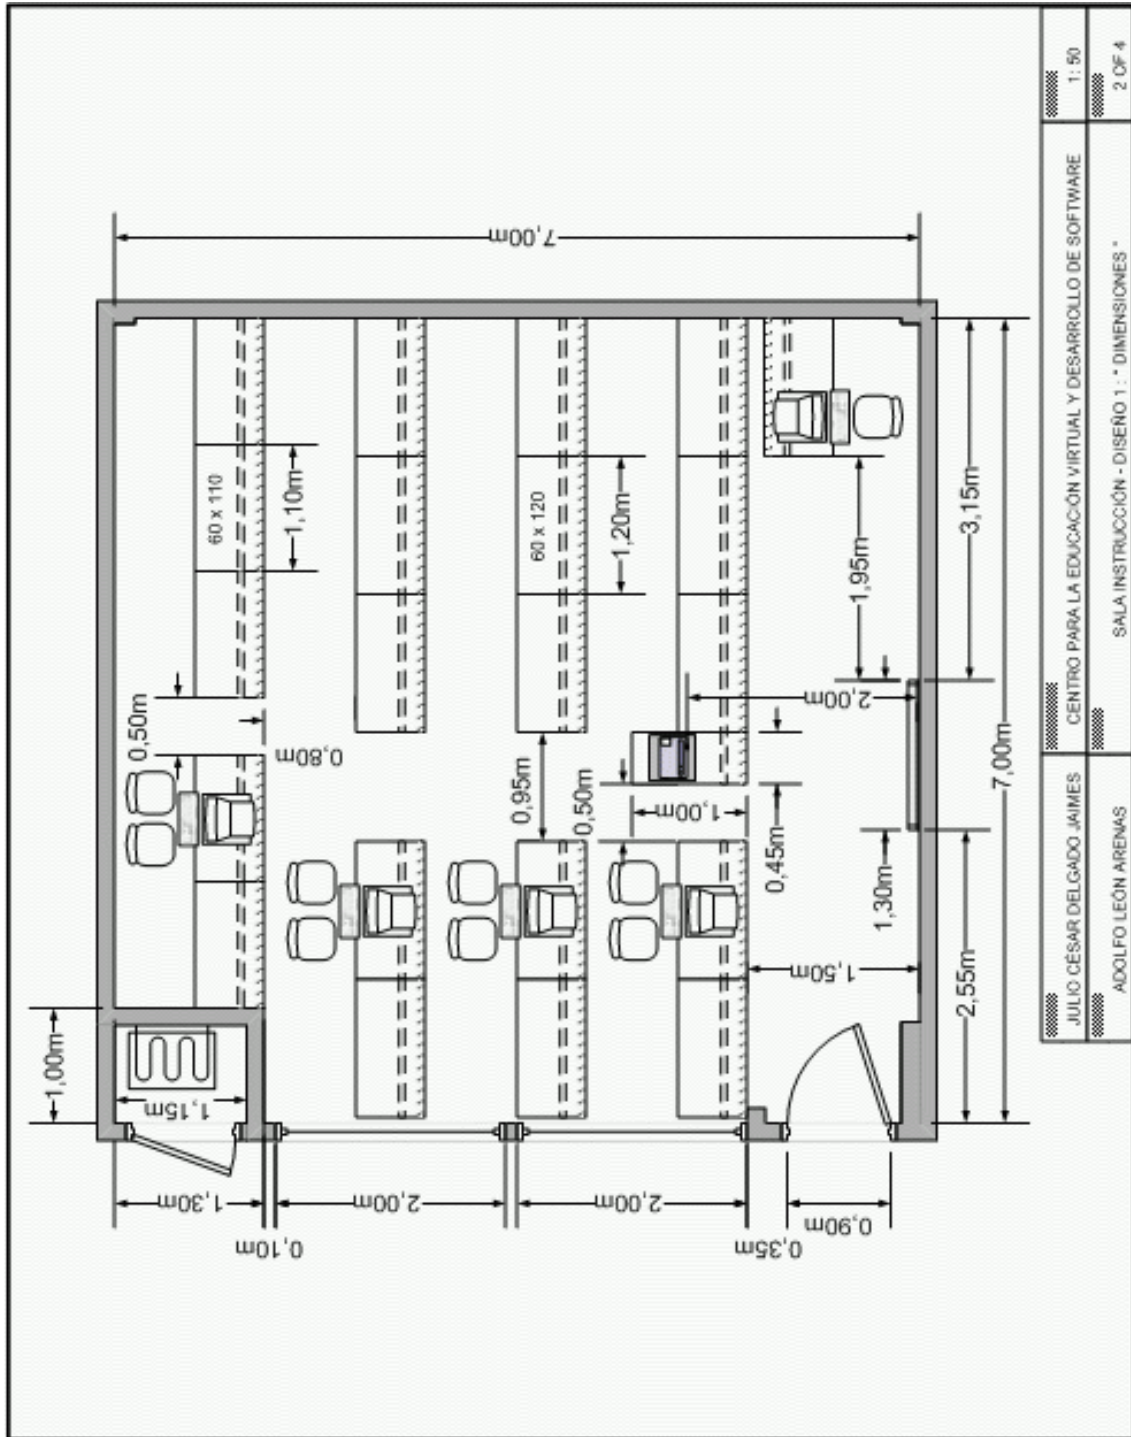 7,00m
60 x 110
1,10m
60 x 120
1,20m
1,95m
3,15m
0,50m
0,80m
0,95m
0,50m
1,00m
2,00m
0,45m
7,00m
1,30m
1,50m
2,55m
1,00m
1,15m
1,30m
0,10m
2,00m
2,00m
0,35m
0,90m
JULIO CÉSAR DELGADO JAIMES
CENTRO PARA LA EDUCACIÓN VIRTUAL Y DESARROLLO DE SOFTWARE
1: 50
ADOLFO LEÓN ARENAS
SALA INSTRUCCIÓN - DISEÑO 1 : " DIMENSIONES "
2 OF 4